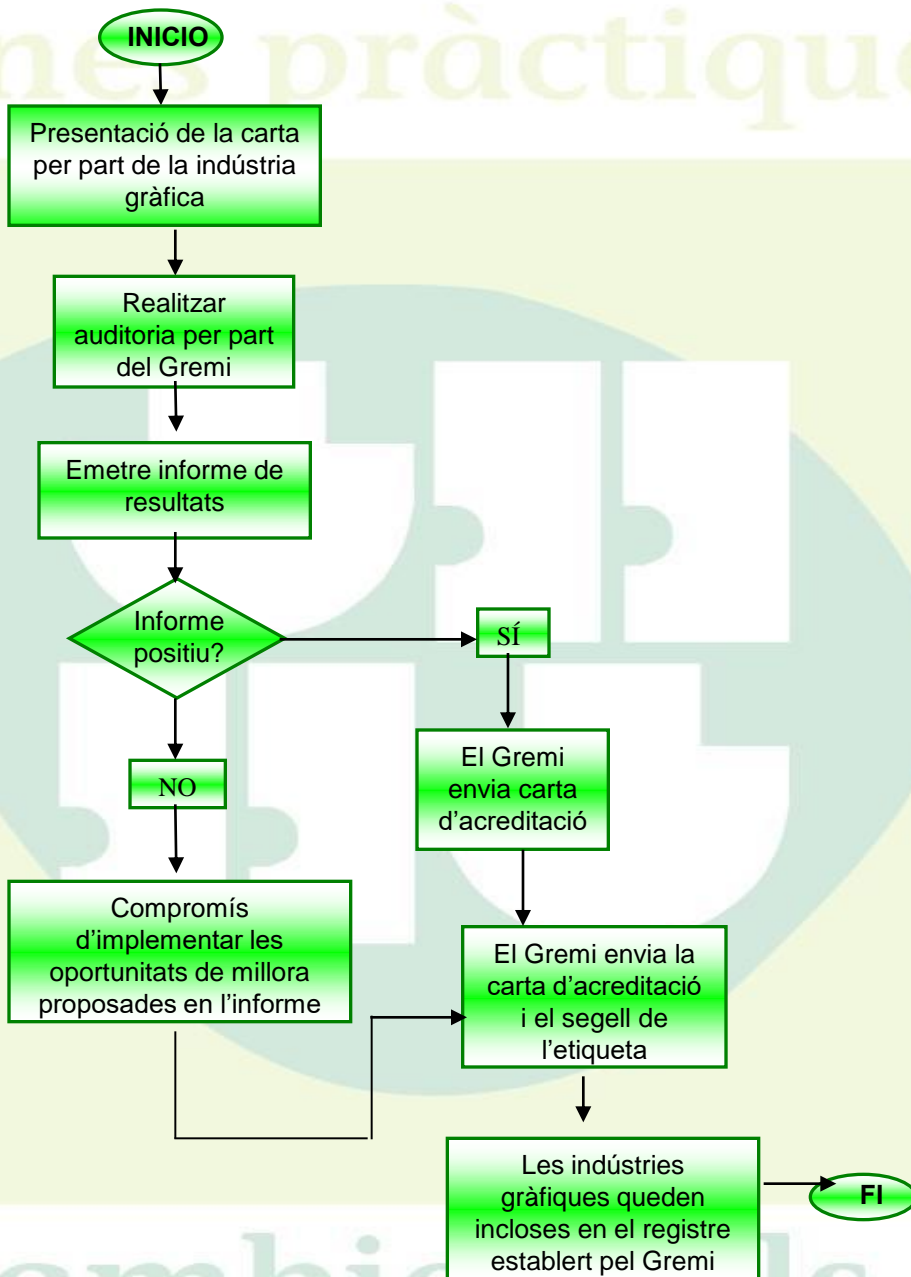 nes pràctique
INICIO
Presentació de la carta
per part de la indústria
gràfica
Realitzar
auditoria per part
del Gremi
Emetre informe de
resultats
Informe
positiu?
SÍ
NO
El Gremi
envia carta
d’acreditació
Compromís
d’implementar les
oportunitats de millora
proposades en l’informe
El Gremi envia la
carta d’acreditació
i el segell de
l’etiqueta
Les indústries
gràfiques queden
incloses en el registre
establert pel Gremi
FI